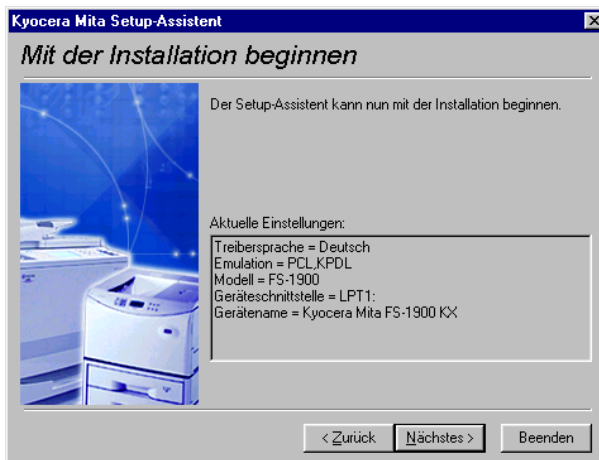 Kyocera Mita Setup-Assistent
Mit der Installation beginnen
Der Setup-Assistent kann nun mit der Installation beginnen.
Aktuelle Einstellungen:
Treibersprache = Deutsch
Emulation = PCL,KPDL
Modell = FS-1900
Geräteschnittstelle = LPT1:
Gerätename = Kyocera Mita FS-1900 KX
< Zurück Nächstes > Beenden